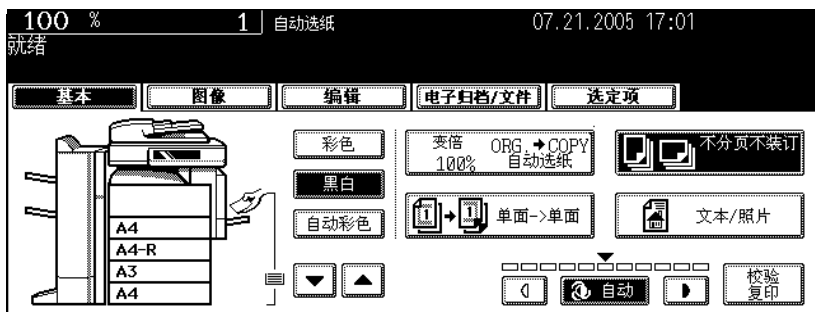 100 % 1 自动选纸 07.21.2005 17:01
就绪
基本 图像 编辑 电子归档/文件 选定项
彩色
黑白
自动彩色
变倍 ORG.➔COPY
100% 自动选纸
不分页不装订
1➔1 单面->单面
文本/照片
A4
A4-R
A3
A4
自动
校验
复印